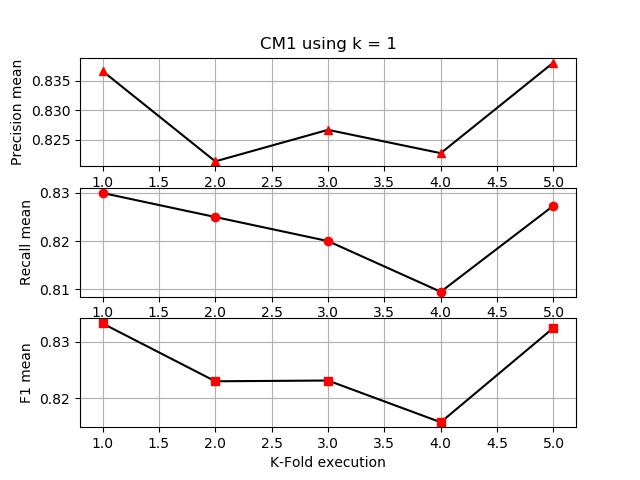 CM1 using k = 1
Precision mean
0.835
0.830
0.825
1.0 1.5 2.0 2.5 3.0 3.5 4.0 4.5 5.0
Recall mean
0.83
0.82
0.81
1.0 1.5 2.0 2.5 3.0 3.5 4.0 4.5 5.0
F1 mean
0.83
0.82
1.0 1.5 2.0 2.5 3.0 3.5 4.0 4.5 5.0
K-Fold execution